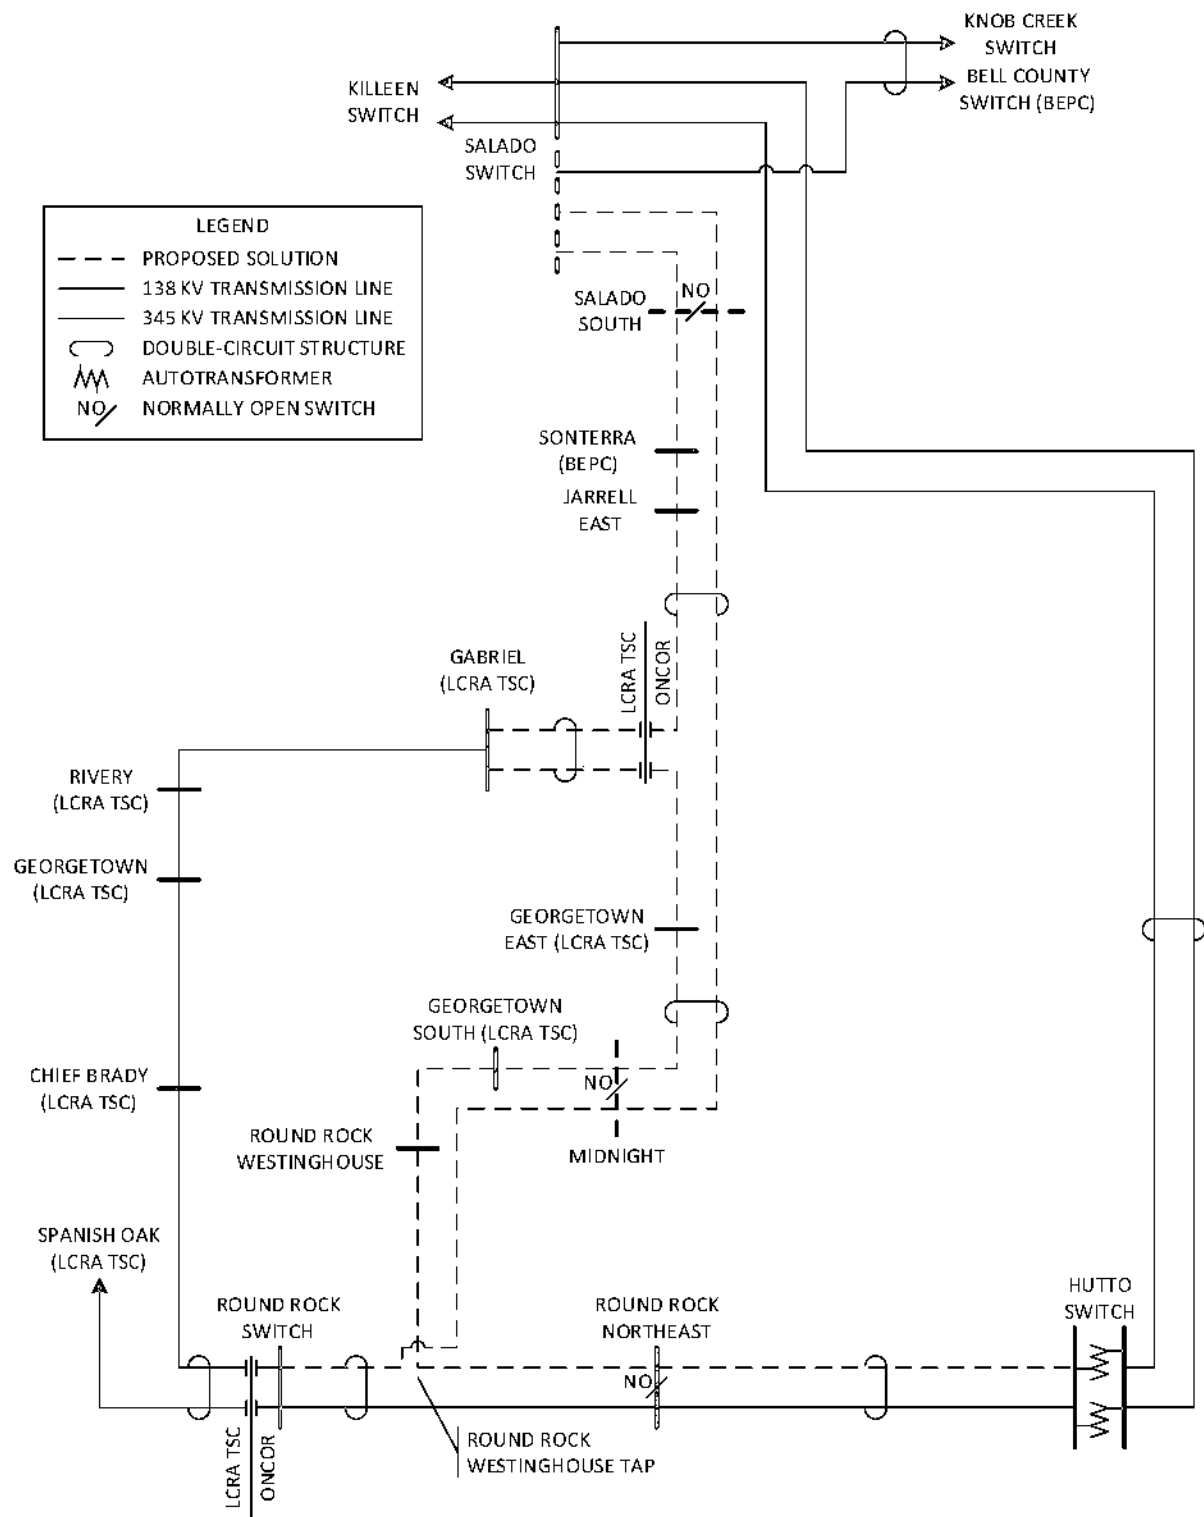 KNOB CREEK
SWITCH
BELL COUNTY
SWITCH (BEPC)
KILLEEN
SWITCH
SALADO
SWITCH
LEGEND
PROPOSED SOLUTION
138 KV TRANSMISSION LINE
345 KV TRANSMISSION LINE
DOUBLE-CIRCUIT STRUCTURE
AUTOTRANSFORMER
NO
NORMALLY OPEN SWITCH
NO
SALADO
SOUTH
SONTERRA
(BEPC)
JARRELL
EAST
LCRA TSC
ONCOR
GABRIEL
(LCRA TSC)
RIVERY
(LCRA TSC)
GEORGETOWN
(LCRA TSC)
GEORGETOWN
EAST (LCRA TSC)
GEORGETOWN
SOUTH (LCRA TSC)
CHIEF BRADY
(LCRA TSC)
NO
ROUND ROCK
WESTINGHOUSE
MIDNIGHT
SPANISH OAK
(LCRA TSC)
ROUND ROCK
SWITCH
ROUND ROCK
NORTHEAST
HUTTO
SWITCH
NO
LCRA TSC
ONCOR
ROUND ROCK
WESTINGHOUSE TAP